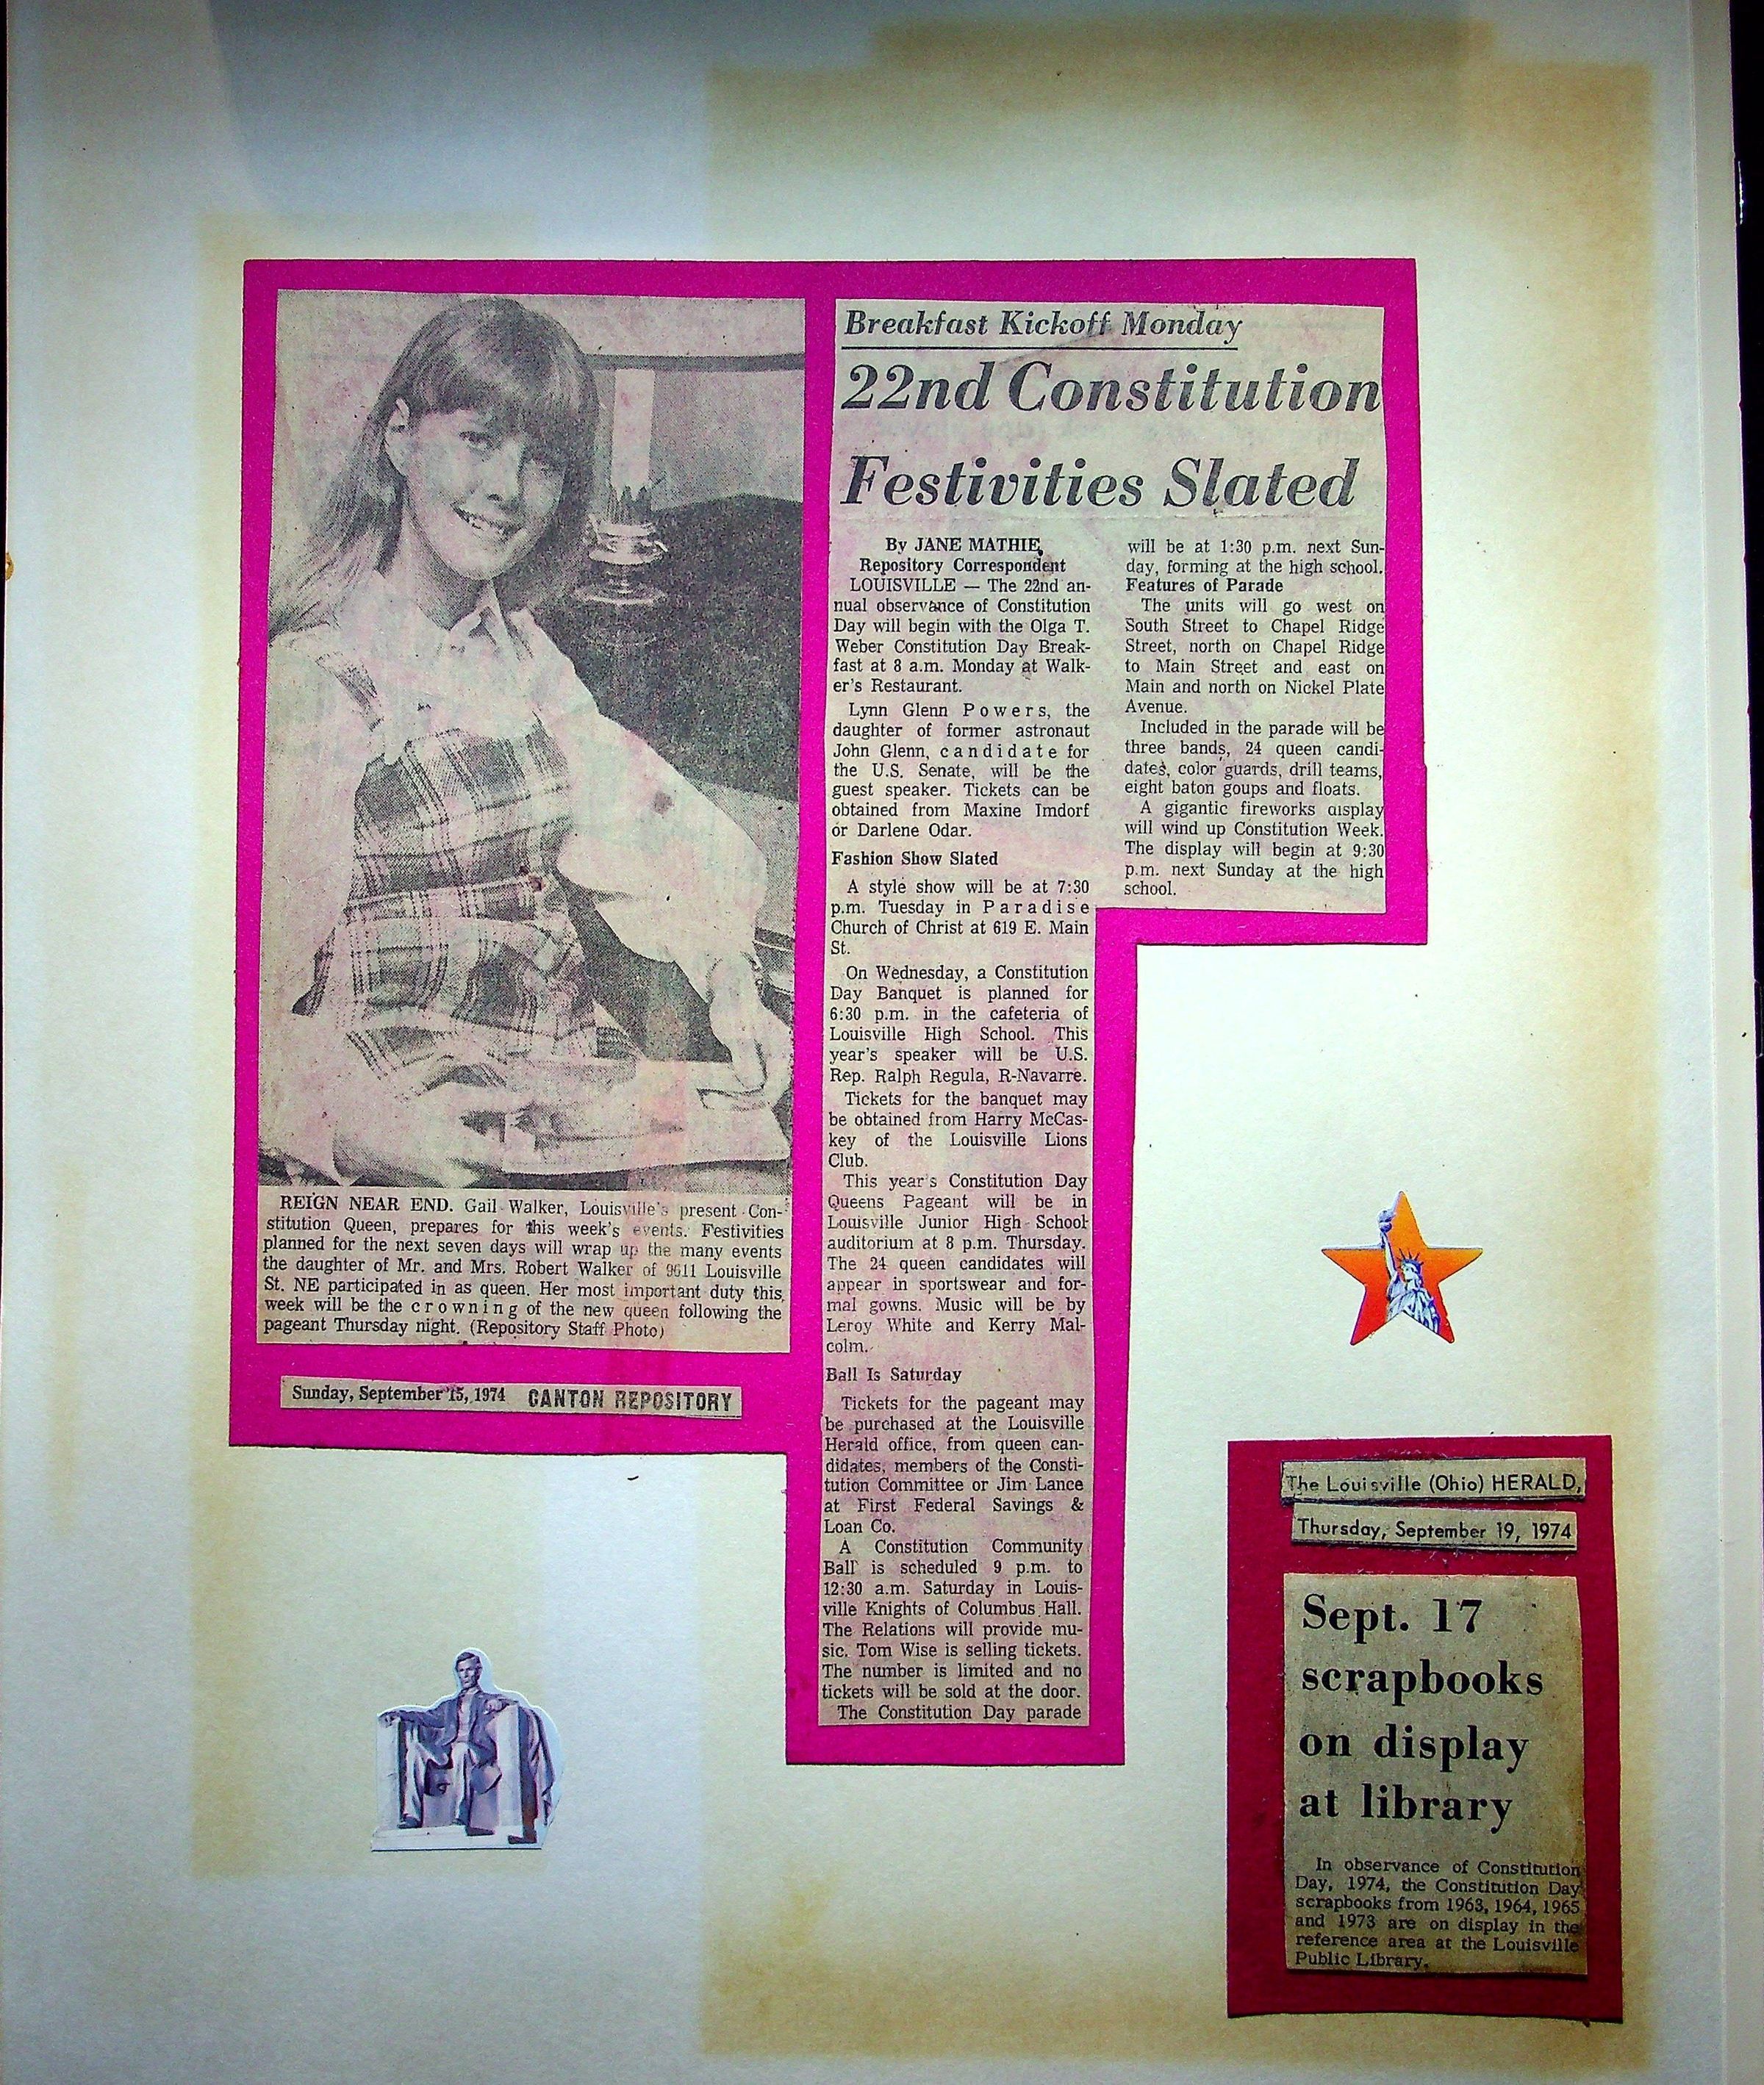 REIGN NEAR END. Gail Walker, Louisville's present Con-
stitution Queen, prepares for this week's events. Festivities
planned for the next seven days will wrap up the many events
the daughter of Mr. and Mrs. Robert Walker of 9611 Louisville
St. NE participated in as queen. Her most important duty this
week will be the crowning of the new queen following the
pageant Thursday night. (Repository Staff Photo)
Sunday, September 15, 1974 CANTON REPOSITORY
Breakfast Kickoff Monday
22nd Constitution
Festivities Slated
By JANE MATHIE,
Repository Correspondent
LOUISVILLE — The 22nd an-
nual observance of Constitution
Day will begin with the Olga T.
Weber Constitution Day Break-
fast at 8 a.m. Monday at Walk-
er's Restaurant.
Lynn Glenn Powers, the
daughter of former astronaut
John Glenn, candidate for
the U.S. Senate, will be the
guest speaker. Tickets can be
obtained from Maxine Imdorf
or Darlene Odar.
Fashion Show Slated
A style show will be at 7:30
p.m. Tuesday in Paradise
Church of Christ at 619 E. Main
St.
On Wednesday, a Constitution
Day Banquet is planned for
6:30 p.m. in the cafeteria of
Louisville High School. This
year's speaker will be U.S.
Rep. Ralph Regula, R-Navarre.
Tickets for the banquet may
be obtained from Harry McCas-
key of the Louisville Lions
Club.
This year's Constitution Day
Queens Pageant will be in
Louisville Junior High School
auditorium at 8 p.m. Thursday.
The 24 queen candidates will
appear in sportswear and for-
mal gowns. Music will be by
Leroy White and Kerry Mal-
colm.
Ball Is Saturday
Tickets for the pageant may
be purchased at the Louisville
Herald office, from queen can-
didates, members of the Consti-
tution Committee or Jim Lance
at First Federal Savings &
Loan Co.
A Constitution Community
Ball is scheduled 9 p.m. to
12:30 a.m. Saturday in Louis-
ville Knights of Columbus Hall.
The Relations will provide mu-
sic. Tom Wise is selling tickets.
The number is limited and no
tickets will be sold at the door.
The Constitution Day parade
will be at 1:30 p.m. next Sun-
day, forming at the high school.
Features of Parade
The units will go west on
South Street to Chapel Ridge
Street, north on Chapel Ridge
to Main Street and east on
Main and north on Nickel Plate
Avenue.
Included in the parade will be
three bands, 24 queen candi-
dates, color guards, drill teams,
eight baton goups and floats.
A gigantic fireworks display
will wind up Constitution Week.
The display will begin at 9:30
p.m. next Sunday at the high
school.
The Louisville (Ohio) HERALD,
Thursday, September 19, 1974
Sept. 17
scrapbooks
on display
at library
In observance of Constitution
Day, 1974, the Constitution Day
scrapbooks from 1963, 1964, 1965
and 1973 are on display in the
reference area at the Louisville
Public Library.